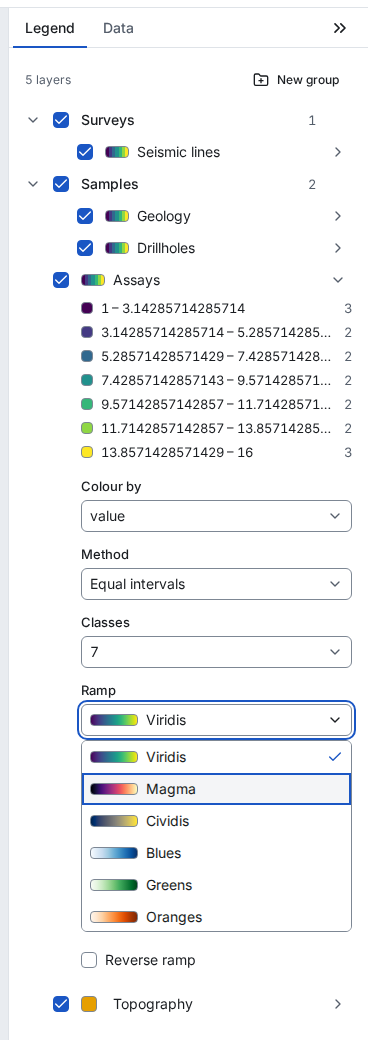 Legend Data
5 layers New group
Surveys 1
Seismic lines
Samples 2
Geology
Drillholes
Assays
1 – 3.14285714285714 3
3.14285714285714 – 5.285714285... 2
5.28571428571429 – 7.428571428... 2
7.42857142857143 – 9.571428571... 2
9.57142857142857 – 11.71428571... 2
11.7142857142857 – 13.85714285... 2
13.8571428571429 – 16 3
Colour by
value
Method
Equal intervals
Classes
7
Ramp
Viridis
Viridis
Magma
Cividis
Blues
Greens
Oranges
Reverse ramp
Topography